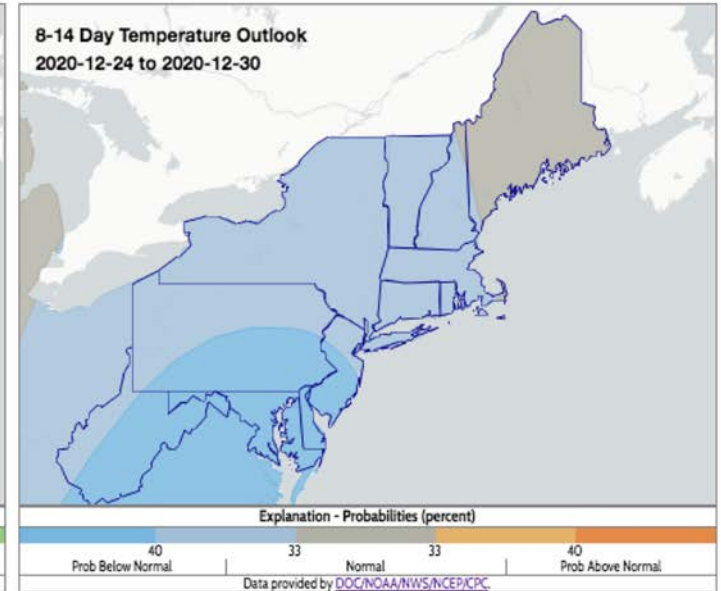 8-14 Day Temperature Outlook
2020-12-24 to 2020-12-30
Explanation - Probabilities (percent)
40 33 33 40
Prob Below Normal Normal Prob Above Normal
Data provided by DOC/NOAA/NWS/NCEP/CPC.